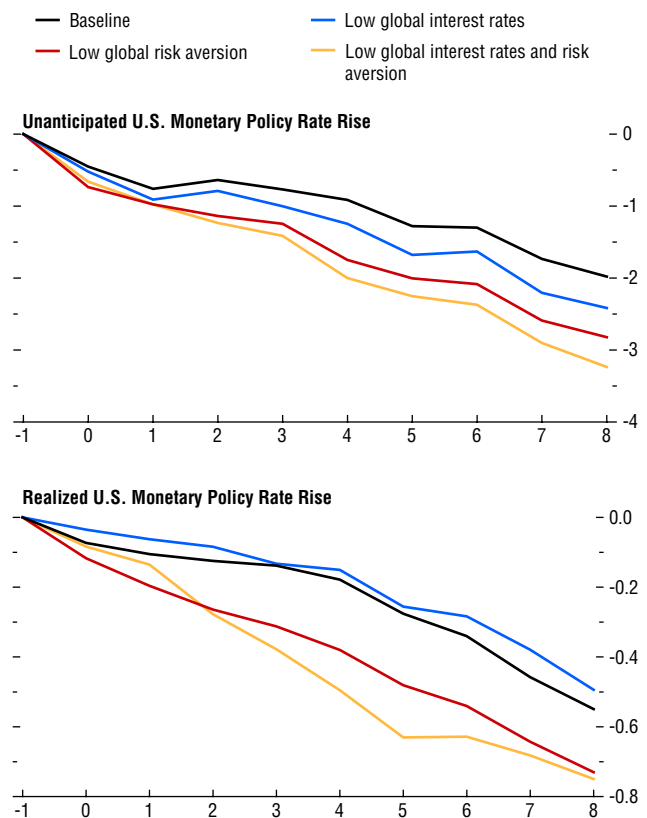 Baseline
Low global interest rates
Low global risk aversion
Low global interest rates and risk
aversion
Unanticipated U.S. Monetary Policy Rate Rise
0
-1
-2
-3
-4
-1 0 1 2 3 4 5 6 7 8
Realized U.S. Monetary Policy Rate Rise
0.0
-0.2
-0.4
-0.6
-0.8
-1 0 1 2 3 4 5 6 7 8